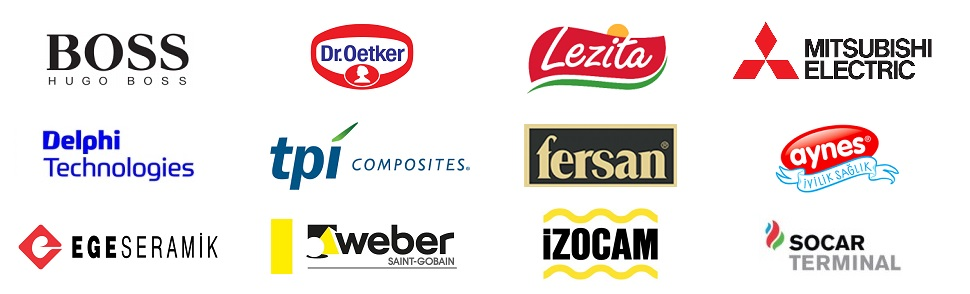 BOSS
HUGO BOSS
Dr.Oetker
Lezita
MITSUBISHI
ELECTRIC
Delphi
Technologies
tpi COMPOSITES®
fersan®
aynes®
İYİLİK SAĞLIK
EGESERAMİK
weber
SAINT-GOBAIN
İZOCAM
SOCAR
TERMINAL